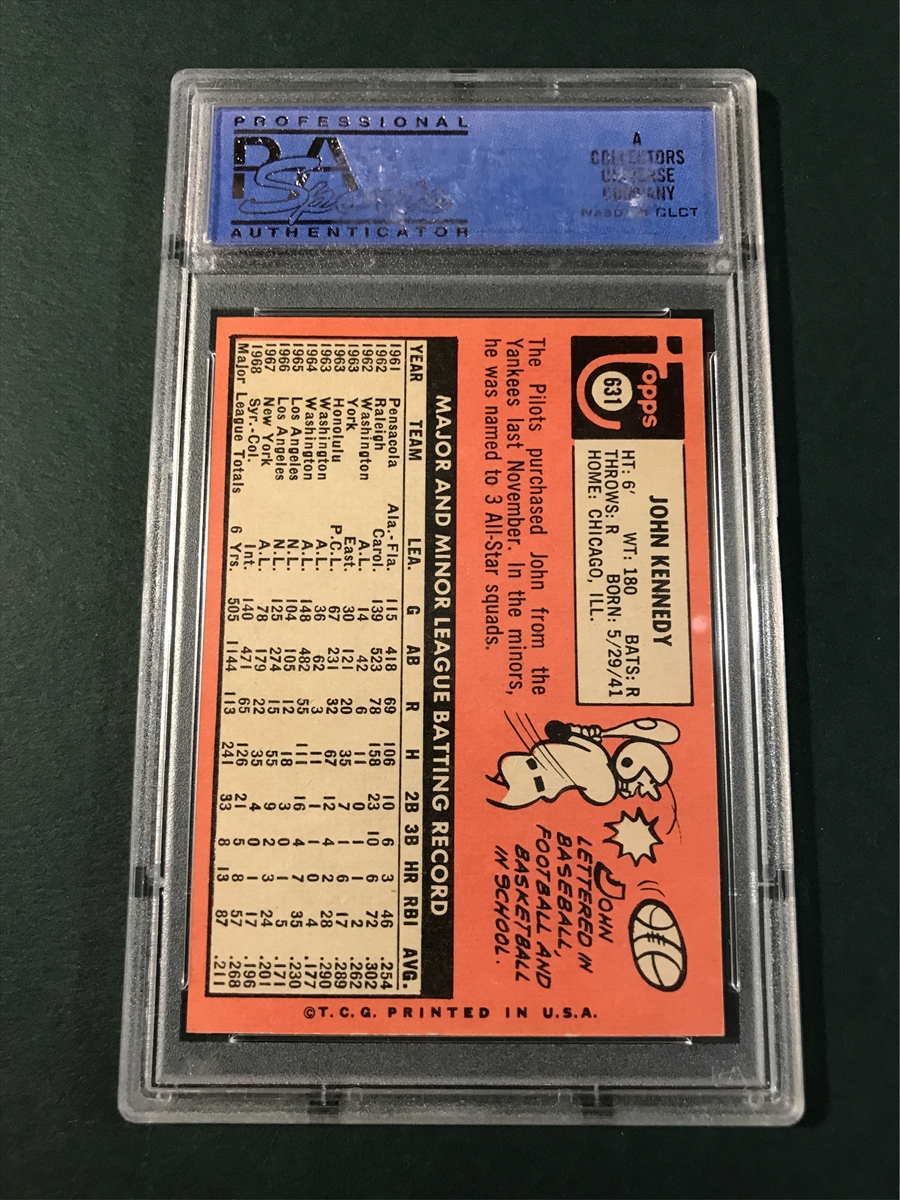 PROFESSIONAL
PSA
Sports
AUTHENTICATOR
A
COLLECTORS
UNIVERSE
COMPANY
NASDAQ: CLCT
Topps
631
JOHN KENNEDY
HT: 6' WT: 180 BATS: R
THROWS: R BORN: 5/29/41
HOME: CHICAGO, ILL.
The Pilots purchased John from the
Yankees last November. In the minors,
he was named to 3 All-Star squads.
JOHN
LETTERED IN
BASEBALL,
FOOTBALL AND
BASKETBALL
IN SCHOOL.
MAJOR AND MINOR LEAGUE BATTING RECORD
YEAR TEAM LEA. G AB R H 2B 3B HR RBI AVG.
1961 Pensacola Ala.-Fla. 115 418 69 106 10 6 3 46 .254
1962 Raleigh Carol. 139 523 78 158 23 10 6 72 .302
1962 Washington A.L. 14 42 6 11 0 1 1 2 .262
1963 York East. 30 121 20 35 7 1 6 17 .289
1963 Honolulu P.C.L. 67 231 32 67 12 4 2 28 .290
1963 Washington A.L. 36 62 3 11 1 1 0 4 .177
1964 Washington A.L. 148 482 55 111 16 4 7 35 .230
1965 Los Angeles N.L. 104 105 12 18 3 0 1 5 .171
1966 Los Angeles N.L. 125 274 15 55 9 2 3 24 .201
1967 New York A.L. 78 179 22 35 4 0 1 17 .196
1968 Syr.-Col. Int. 140 471 65 126 21 5 8 57 .268
Major League Totals 6 Yrs. 505 1144 113 241 33 8 13 87 .211
©T.C.G. PRINTED IN U.S.A.